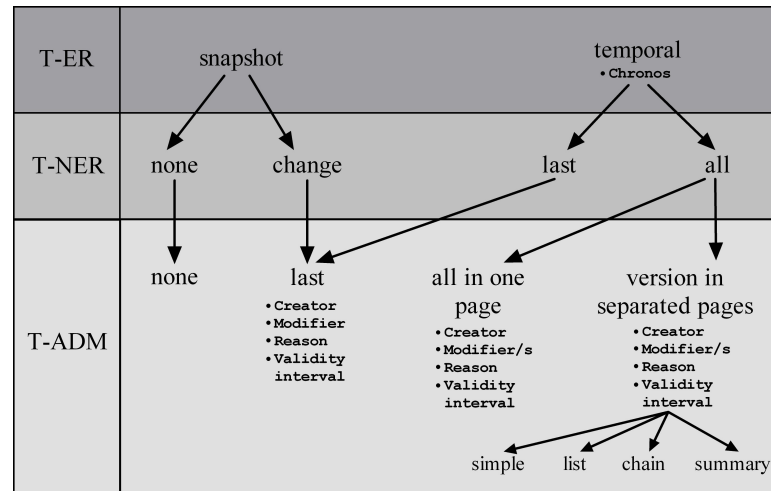 T-ER
snapshot
temporal
• Chronos
T-NER
none
change
last
all
T-ADM
none
last
• Creator
• Modifier
• Reason
• Validity
interval
all in one
page
• Creator
• Modifier/s
• Reason
• Validity
interval
version in
separated pages
• Creator
• Modifier/s
• Reason
• Validity
interval
simple
list
chain
summary